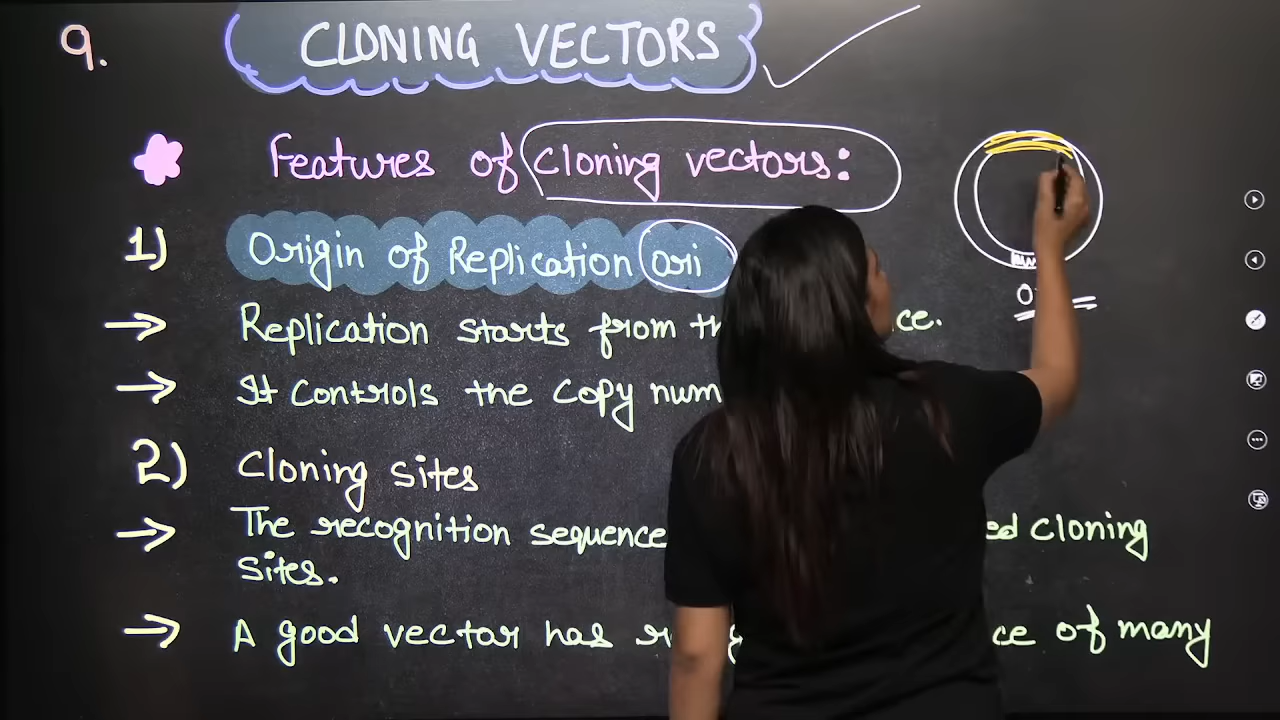 9. CLONING VECTORS
Features of cloning vectors:
1) Origin of Replication ori
→ Replication starts from ce.
→ It controls the copy num
2) Cloning sites
→ The recognition sequence ed cloning
sites.
→ A good vector has ce of many